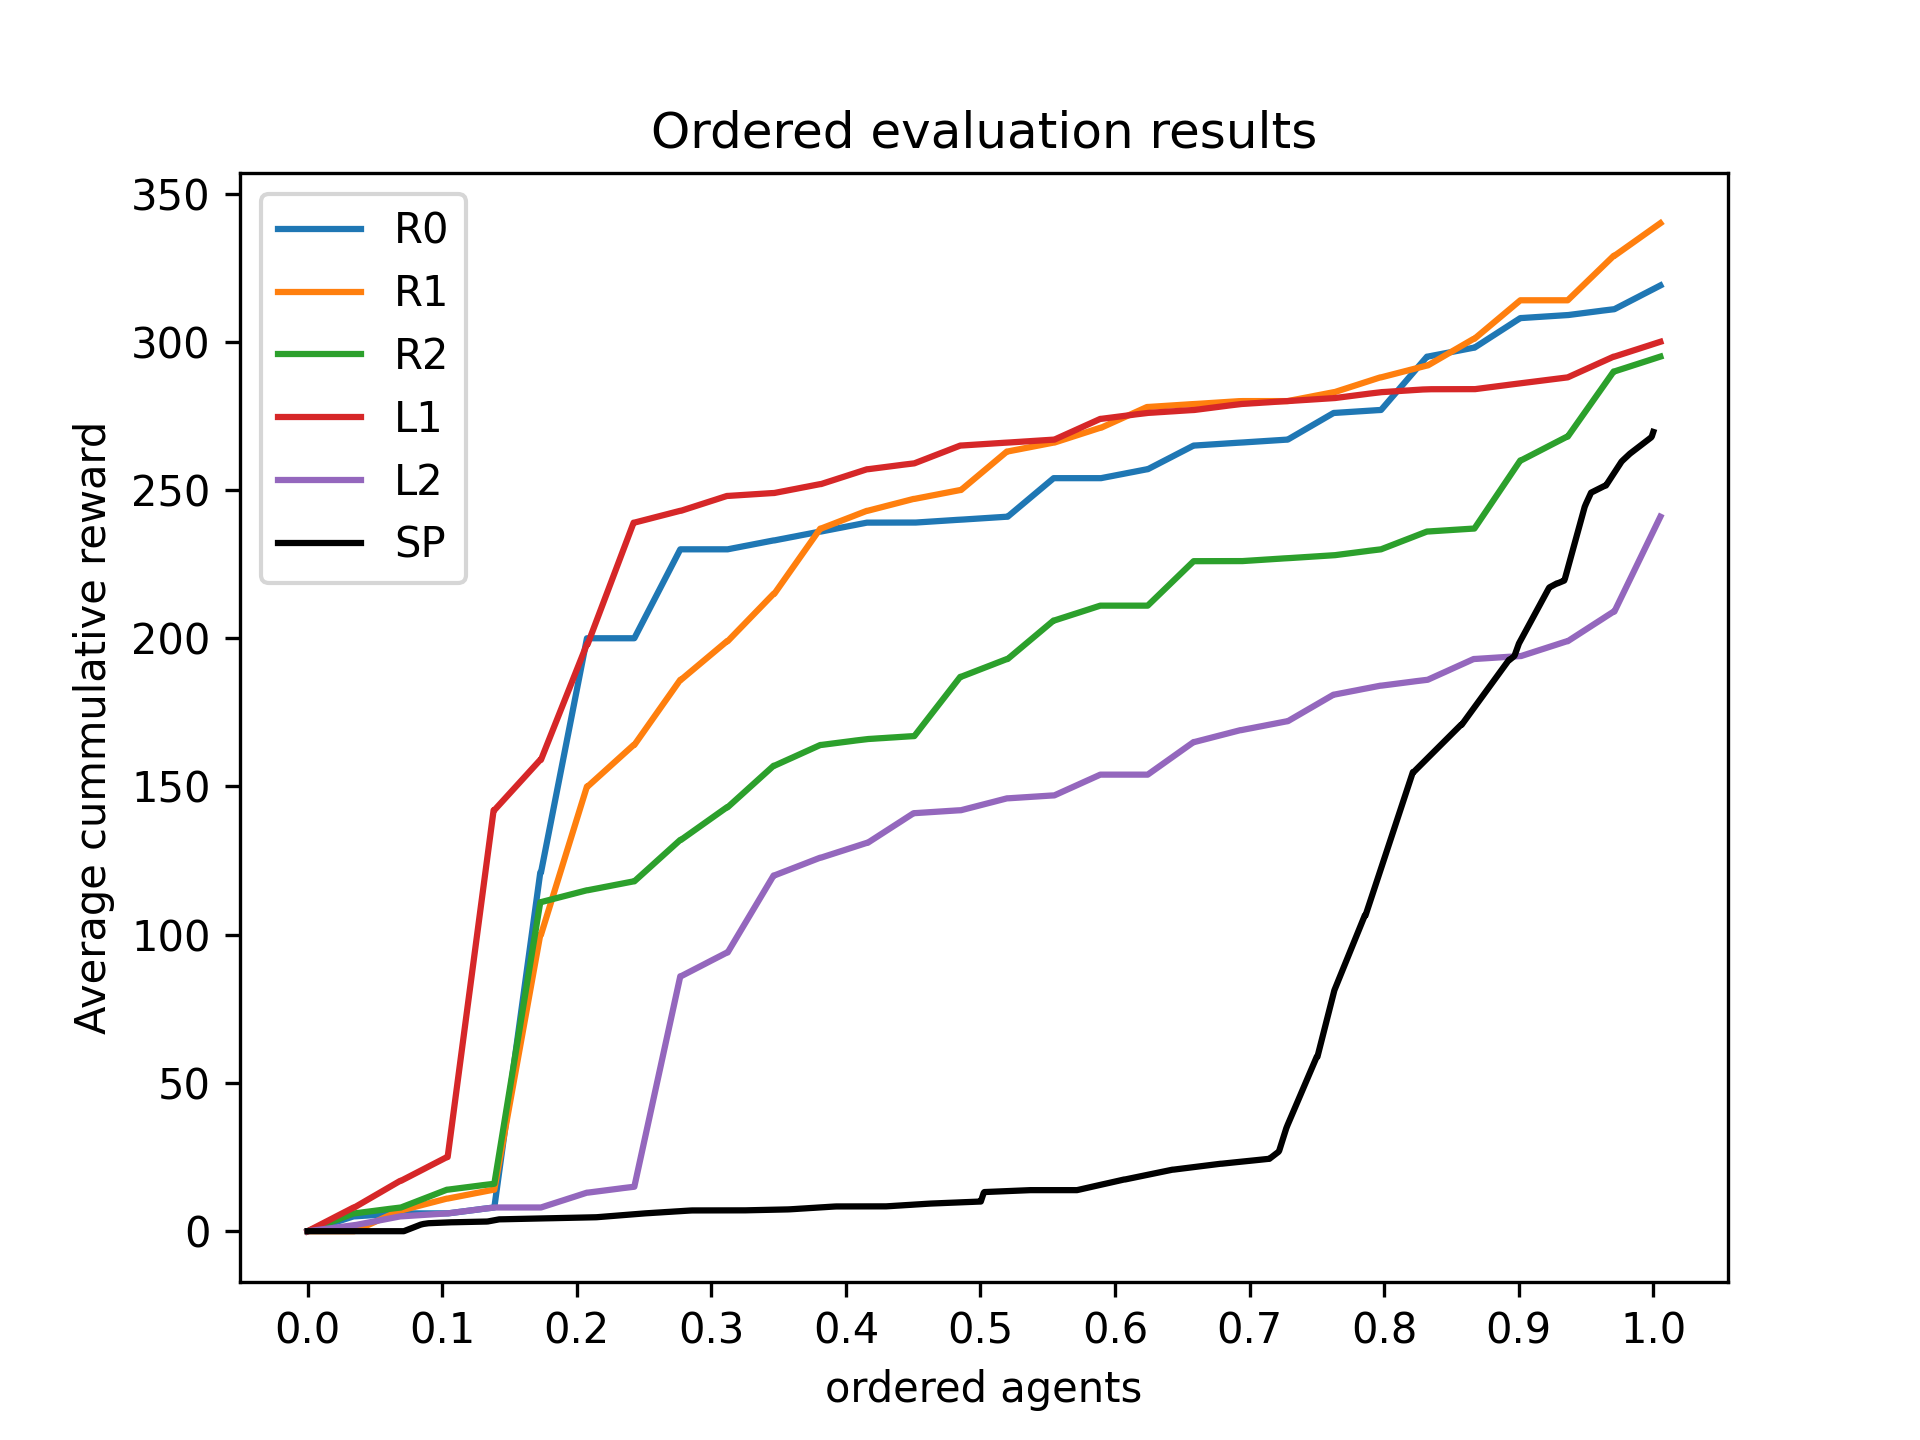 Ordered evaluation results
350
300
250
200
150
100
50
0
Average cummulative reward
R0
R1
R2
L1
L2
SP
0.0 0.1 0.2 0.3 0.4 0.5 0.6 0.7 0.8 0.9 1.0
ordered agents